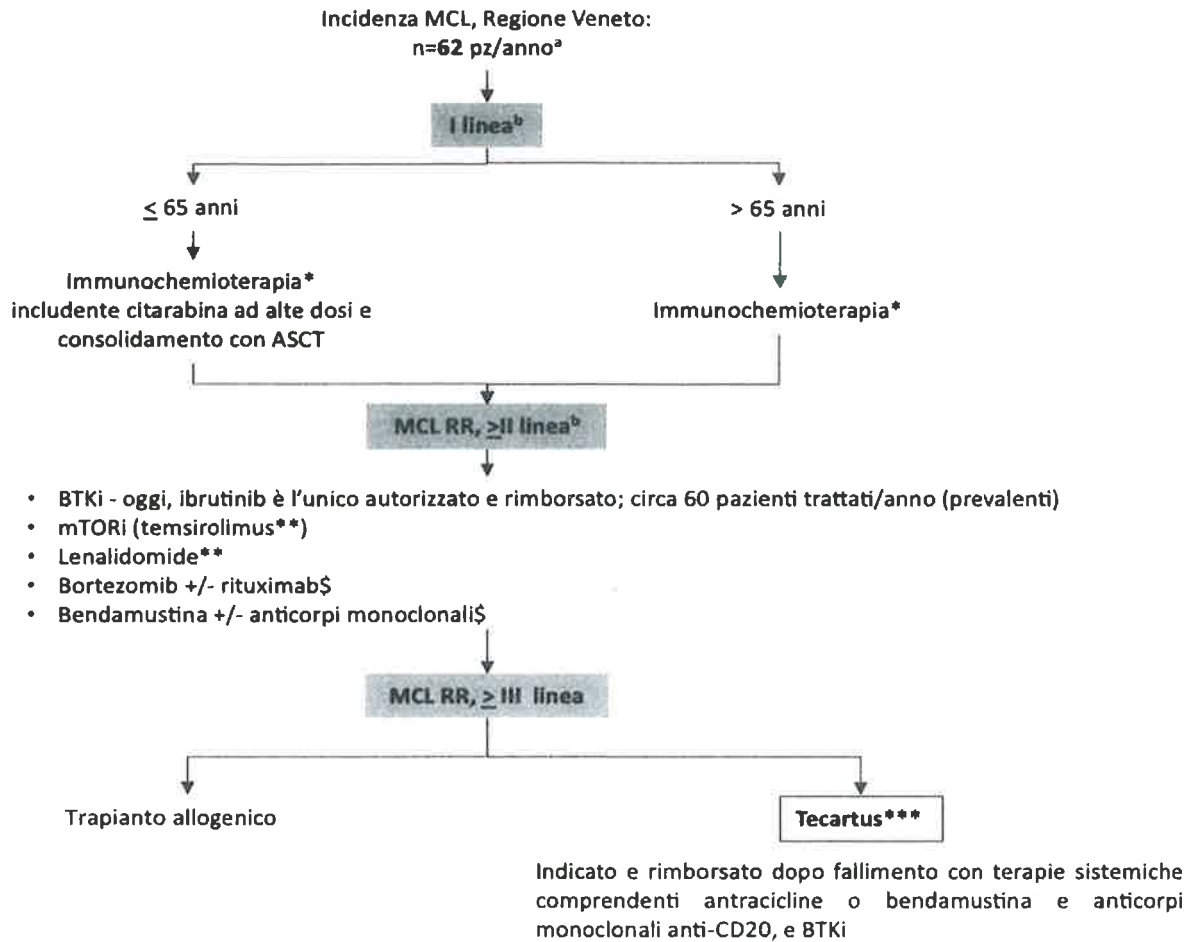 Incidenza MCL, Regione Veneto:
n=62 pz/annoᵃ
I lineaᵇ
≤ 65 anni
> 65 anni
Immunochemioterapia*
includente citarabina ad alte dosi e
consolidamento con ASCT
Immunochemioterapia*
MCL RR, ≥II lineaᵇ
• BTKi - oggi, ibrutinib è l'unico autorizzato e rimborsato; circa 60 pazienti trattati/anno (prevalenti)
• mTORi (temsirolimus**)
• Lenalidomide**
• Bortezomib +/- rituximab$
• Bendamustina +/- anticorpi monoclonali$
MCL RR, ≥ III linea
Trapianto allogenico
Tecartus***
Indicato e rimborsato dopo fallimento con terapie sistemiche
comprendenti antracicline o bendamustina e anticorpi
monoclonali anti-CD20, e BTKi